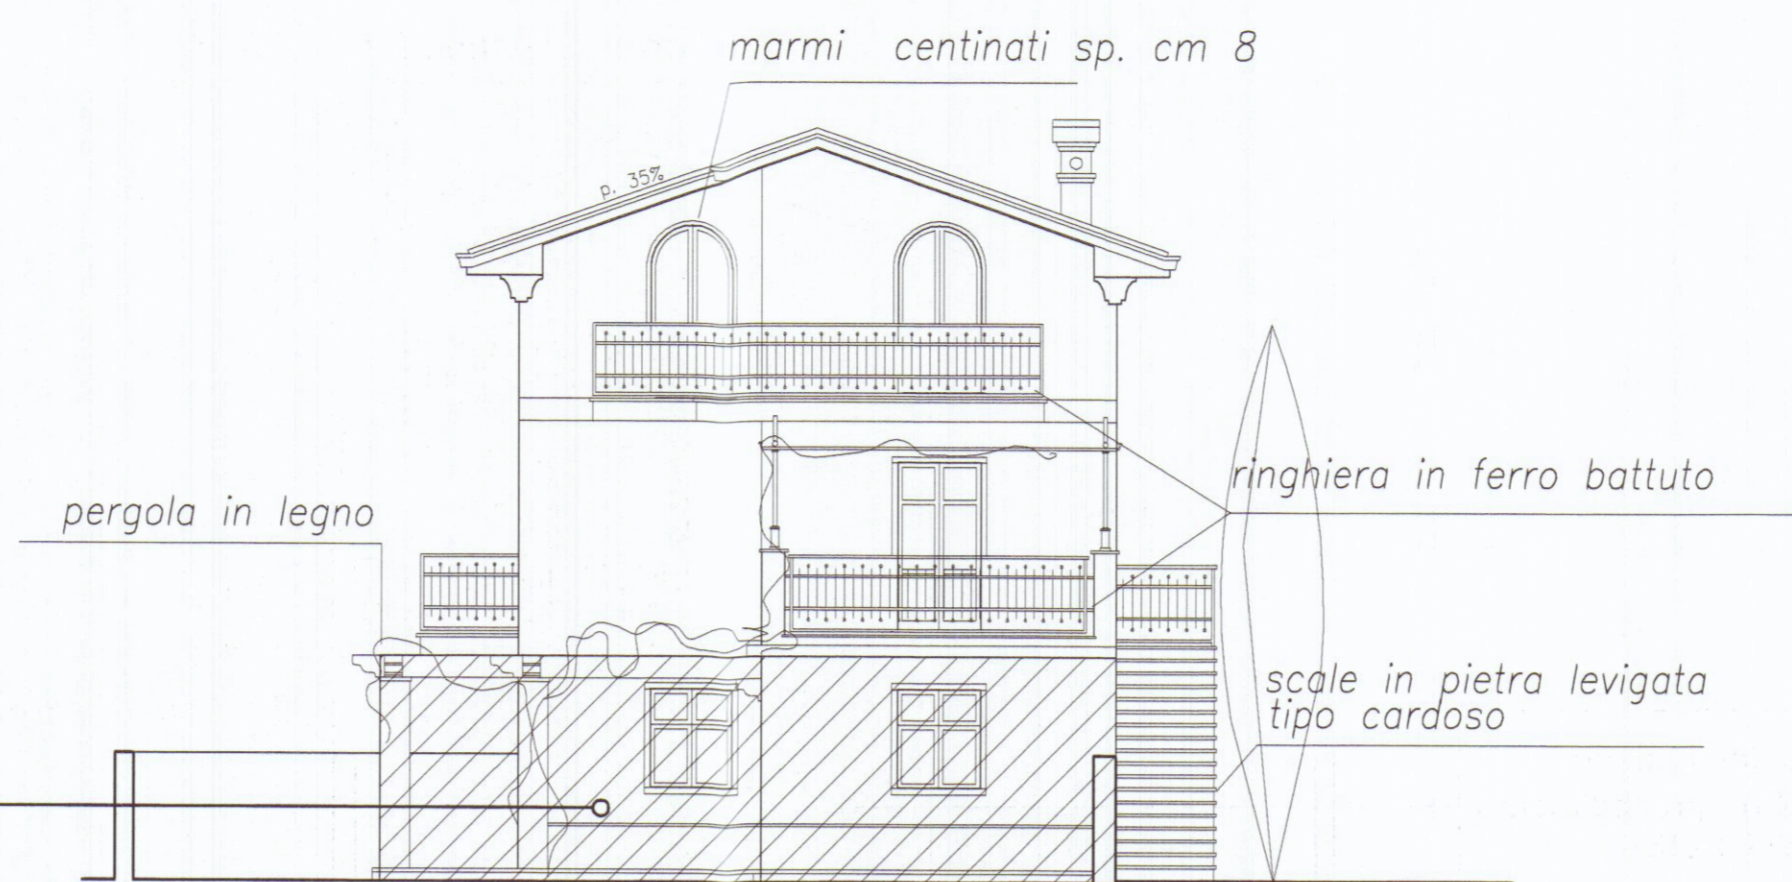 marmi centinati sp. cm 8
p. 35%
ringhiera in ferro battuto
pergola in legno
scale in pietra levigata
tipo cardoso